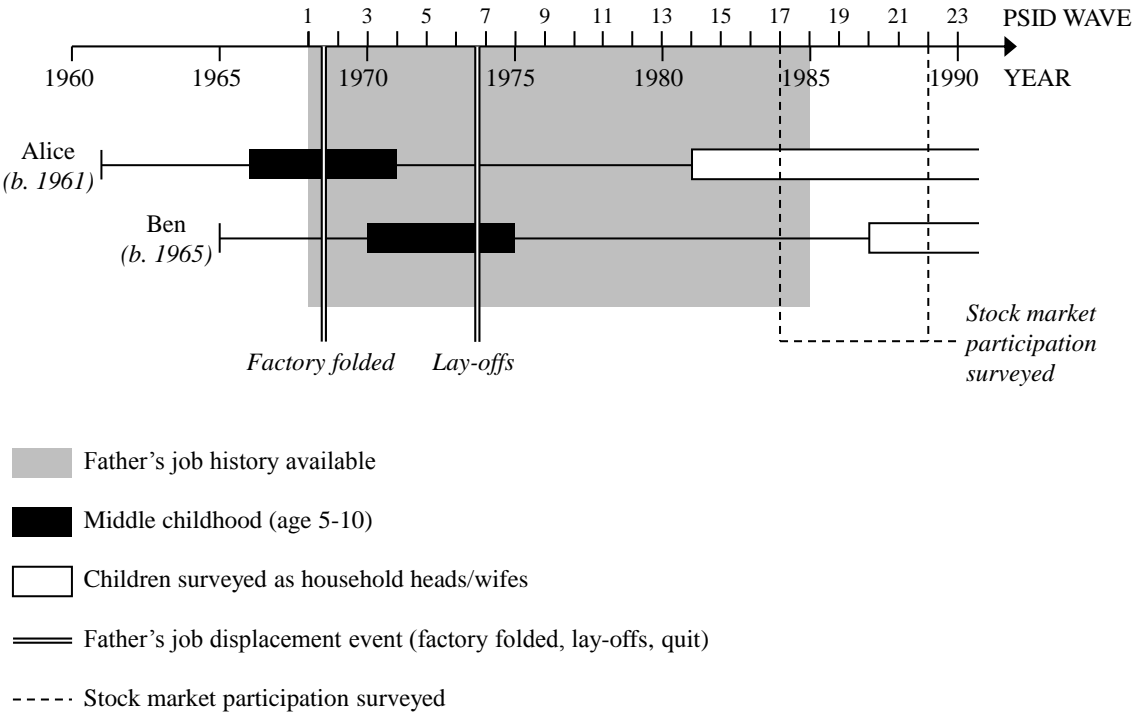 1 3 5 7 9 11 13 15 17 19 21 23 PSID WAVE
1960 1965 1970 1975 1980 1985 1990 YEAR
Alice
(b. 1961)
Ben
(b. 1965)
Factory folded
Lay-offs
Stock market
participation
surveyed
Father's job history available
Middle childhood (age 5-10)
Children surveyed as household heads/wifes
Father's job displacement event (factory folded, lay-offs, quit)
Stock market participation surveyed